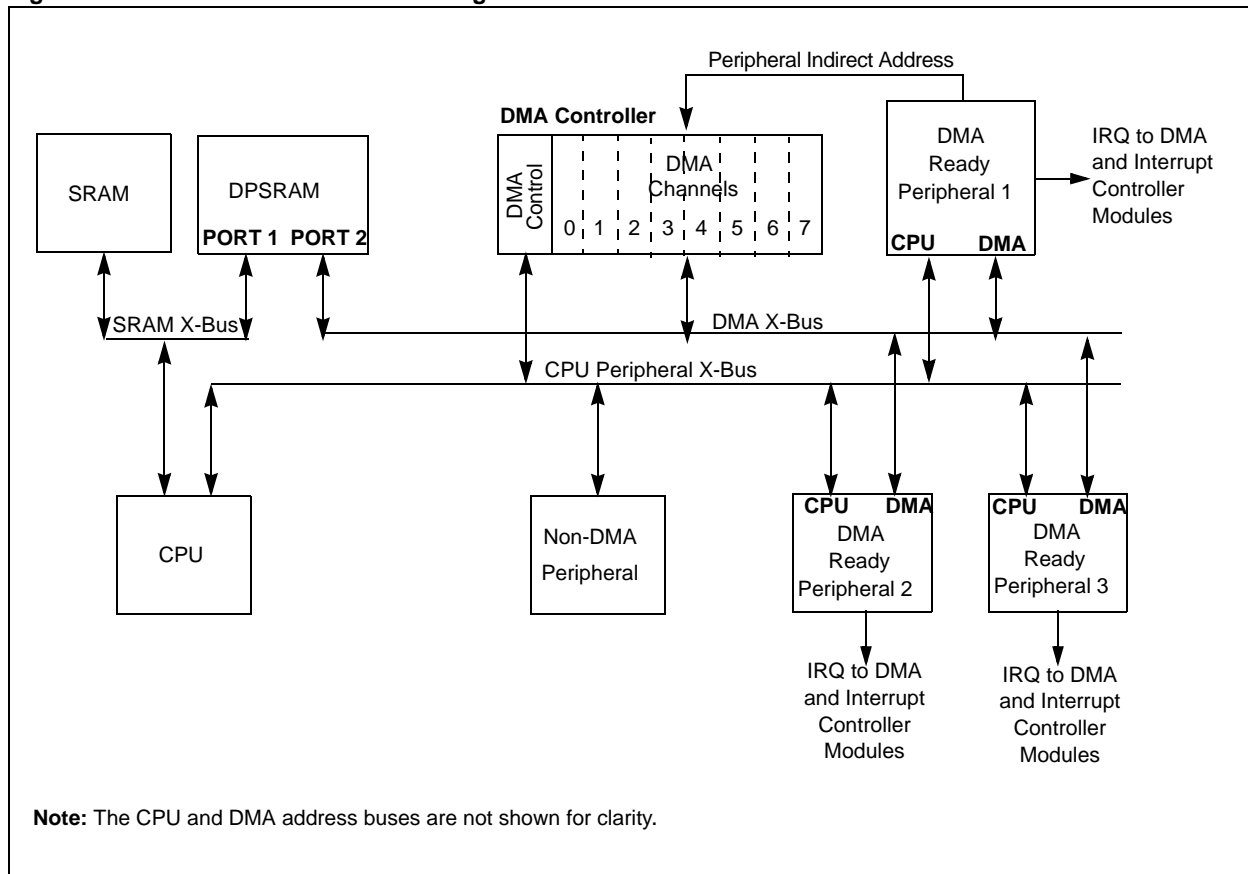 Peripheral Indirect Address
DMA Controller
SRAM
DPSRAM
PORT 1 PORT 2
DMA
Control
DMA
Channels
0 1 2 3 4 5 6 7
DMA
Ready
Peripheral 1
CPU DMA
IRQ to DMA
and Interrupt
Controller
Modules
SRAM X-Bus
DMA X-Bus
CPU Peripheral X-Bus
CPU
Non-DMA
Peripheral
CPU DMA
DMA
Ready
Peripheral 2
CPU DMA
DMA
Ready
Peripheral 3
IRQ to DMA
and Interrupt
Controller
Modules
IRQ to DMA
and Interrupt
Controller
Modules
Note: The CPU and DMA address buses are not shown for clarity.